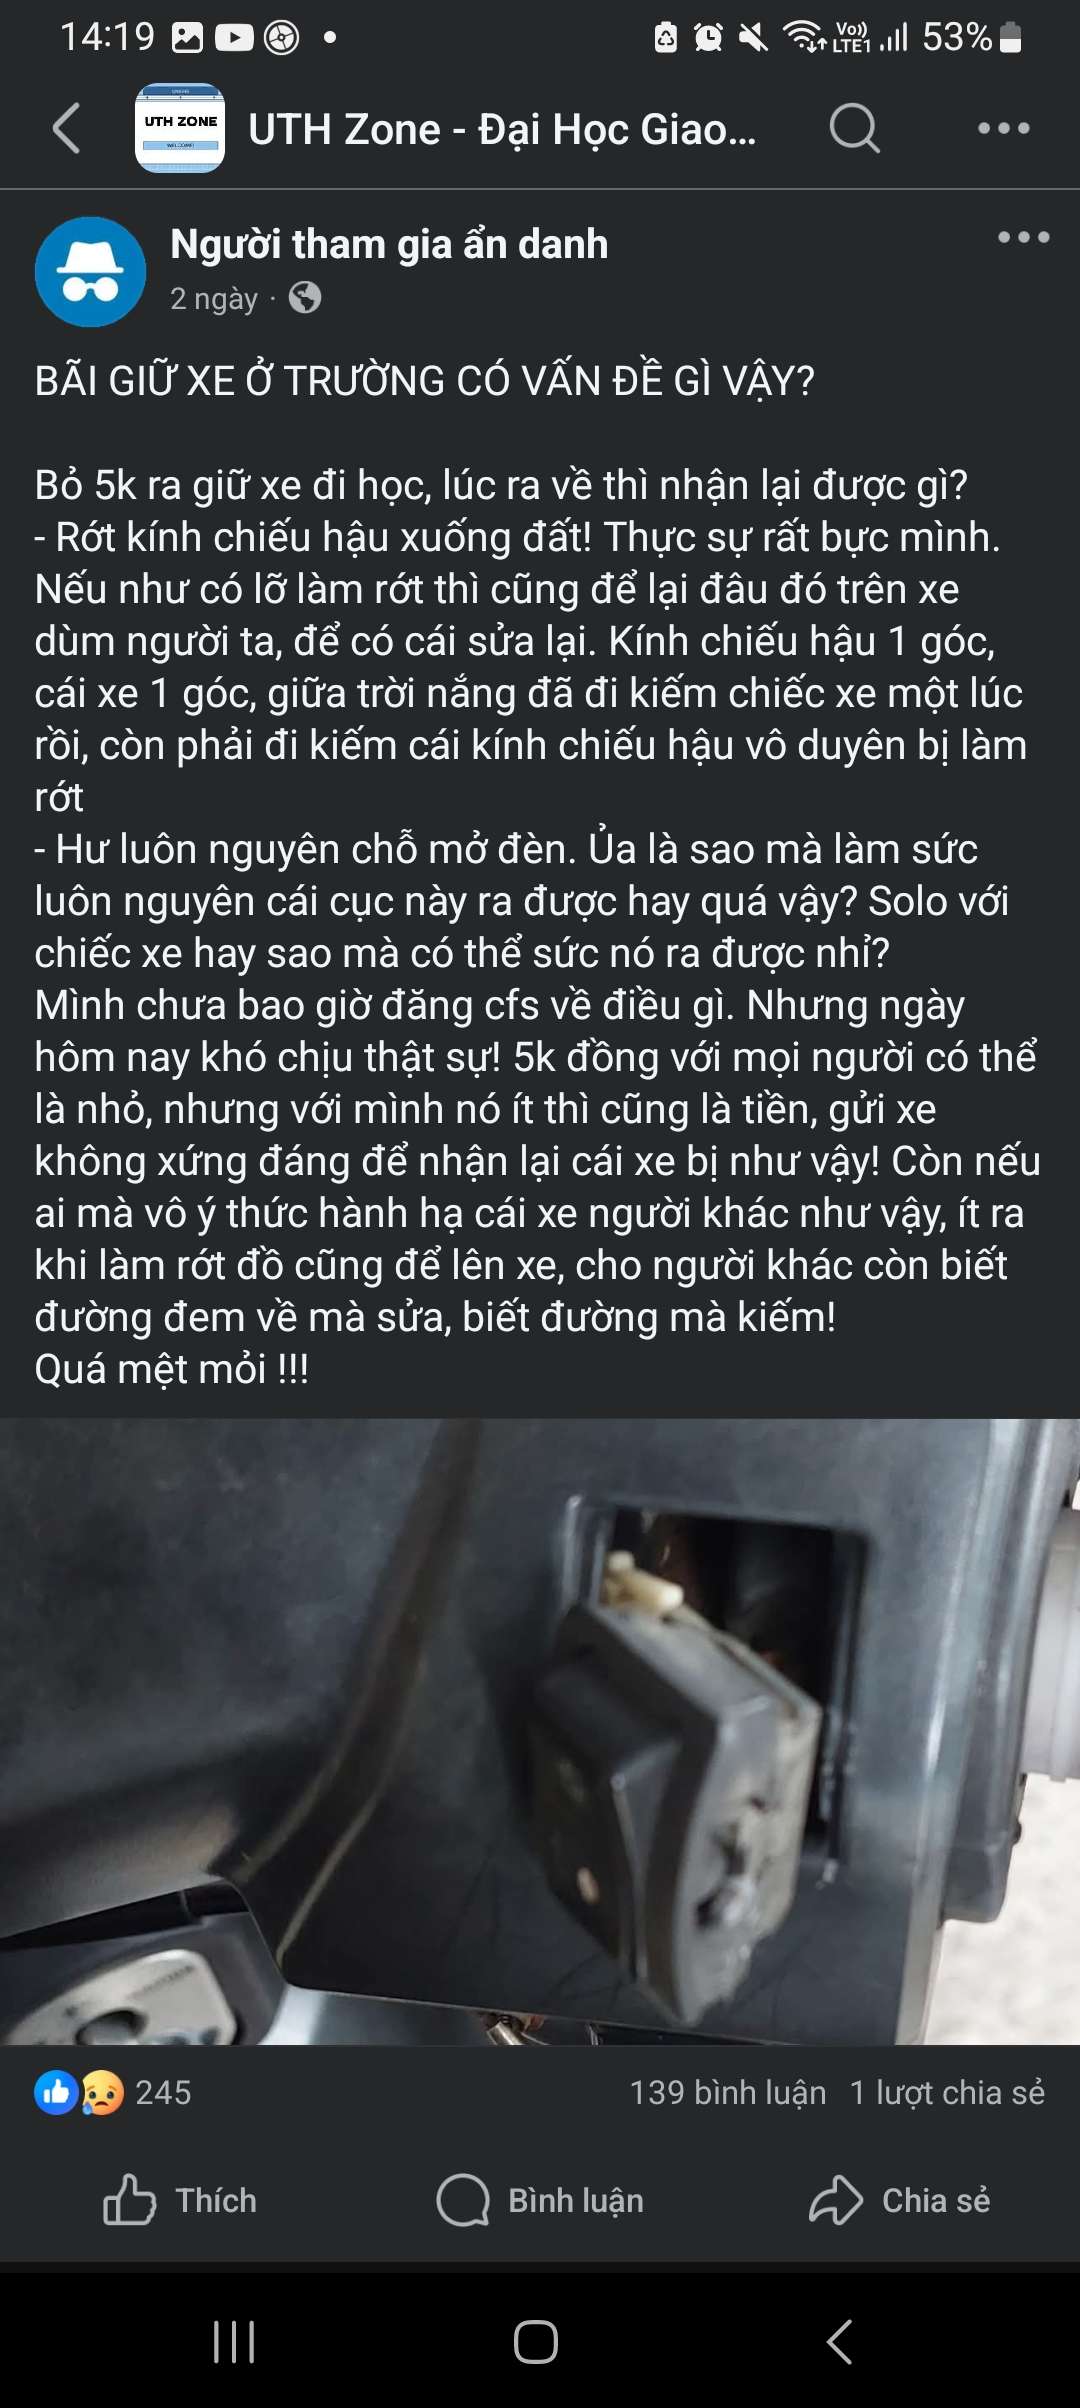 14:19
Vo))
LTE1
53%
UTH ZONE
WELCOME!
UTH Zone - Đại Học Giao...
Người tham gia ẩn danh
2 ngày ·
BÃI GIỮ XE Ở TRƯỜNG CÓ VẤN ĐỀ GÌ VẬY?
Bỏ 5k ra giữ xe đi học, lúc ra về thì nhận lại được gì?
- Rớt kính chiếu hậu xuống đất! Thực sự rất bực mình.
Nếu như có lỡ làm rớt thì cũng để lại đâu đó trên xe
dùm người ta, để có cái sửa lại. Kính chiếu hậu 1 góc,
cái xe 1 góc, giữa trời nắng đã đi kiếm chiếc xe một lúc
rồi, còn phải đi kiếm cái kính chiếu hậu vô duyên bị làm
rớt
- Hư luôn nguyên chỗ mở đèn. Ủa là sao mà làm sức
luôn nguyên cái cục này ra được hay quá vậy? Solo với
chiếc xe hay sao mà có thể sức nó ra được nhỉ?
Mình chưa bao giờ đăng cfs về điều gì. Nhưng ngày
hôm nay khó chịu thật sự! 5k đồng với mọi người có thể
là nhỏ, nhưng với mình nó ít thì cũng là tiền, gửi xe
không xứng đáng để nhận lại cái xe bị như vậy! Còn nếu
ai mà vô ý thức hành hạ cái xe người khác như vậy, ít ra
khi làm rớt đồ cũng để lên xe, cho người khác còn biết
đường đem về mà sửa, biết đường mà kiếm!
Quá mệt mỏi !!!
245
139 bình luận 1 lượt chia sẻ
Thích
Bình luận
Chia sẻ